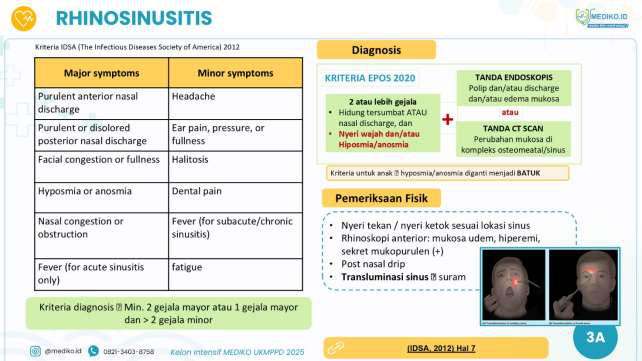 RHINOSINUSITIS
MEDIKO.ID
Kriteria IDSA (The Infectious Diseases Society of America) 2012
Major symptoms
Minor symptoms
Purulent anterior nasal
discharge
Headache
Purulent or disolored
posterior nasal discharge
Ear pain, pressure, or
fullness
Facial congestion or fullness
Halitosis
Hyposmia or anosmia
Dental pain
Nasal congestion or
obstruction
Fever (for subacute/chronic
sinusitis)
Fever (for acute sinusitis
only)
fatigue
Kriteria diagnosis ⍰ Min. 2 gejala mayor atau 1 gejala mayor
dan > 2 gejala minor
Diagnosis
KRITERIA EPOS 2020
2 atau lebih gejala
• Hidung tersumbat ATAU
nasal discharge, dan
• Nyeri wajah dan/atau
Hiposmia/anosmia
+
TANDA ENDOSKOPIS
Polip dan/atau discharge
dan/atau edema mukosa
atau
TANDA CT SCAN
Perubahan mukosa di
kompleks osteomeatal/sinus
Kriteria untuk anak ⍰ hyposmia/anosmia diganti menjadi BATUK
Pemeriksaan Fisik
• Nyeri tekan / nyeri ketok sesuai lokasi sinus
• Rhinoskopi anterior: mukosa udem, hiperemi,
sekret mukopurulen (+)
• Post nasal drip
• Transluminasi sinus ⍰ suram
3A
@mediko.id
0821-3403-8758
Kelon Intensif MEDIKO UKMPPD 2025
(IDSA, 2012) Hal 7